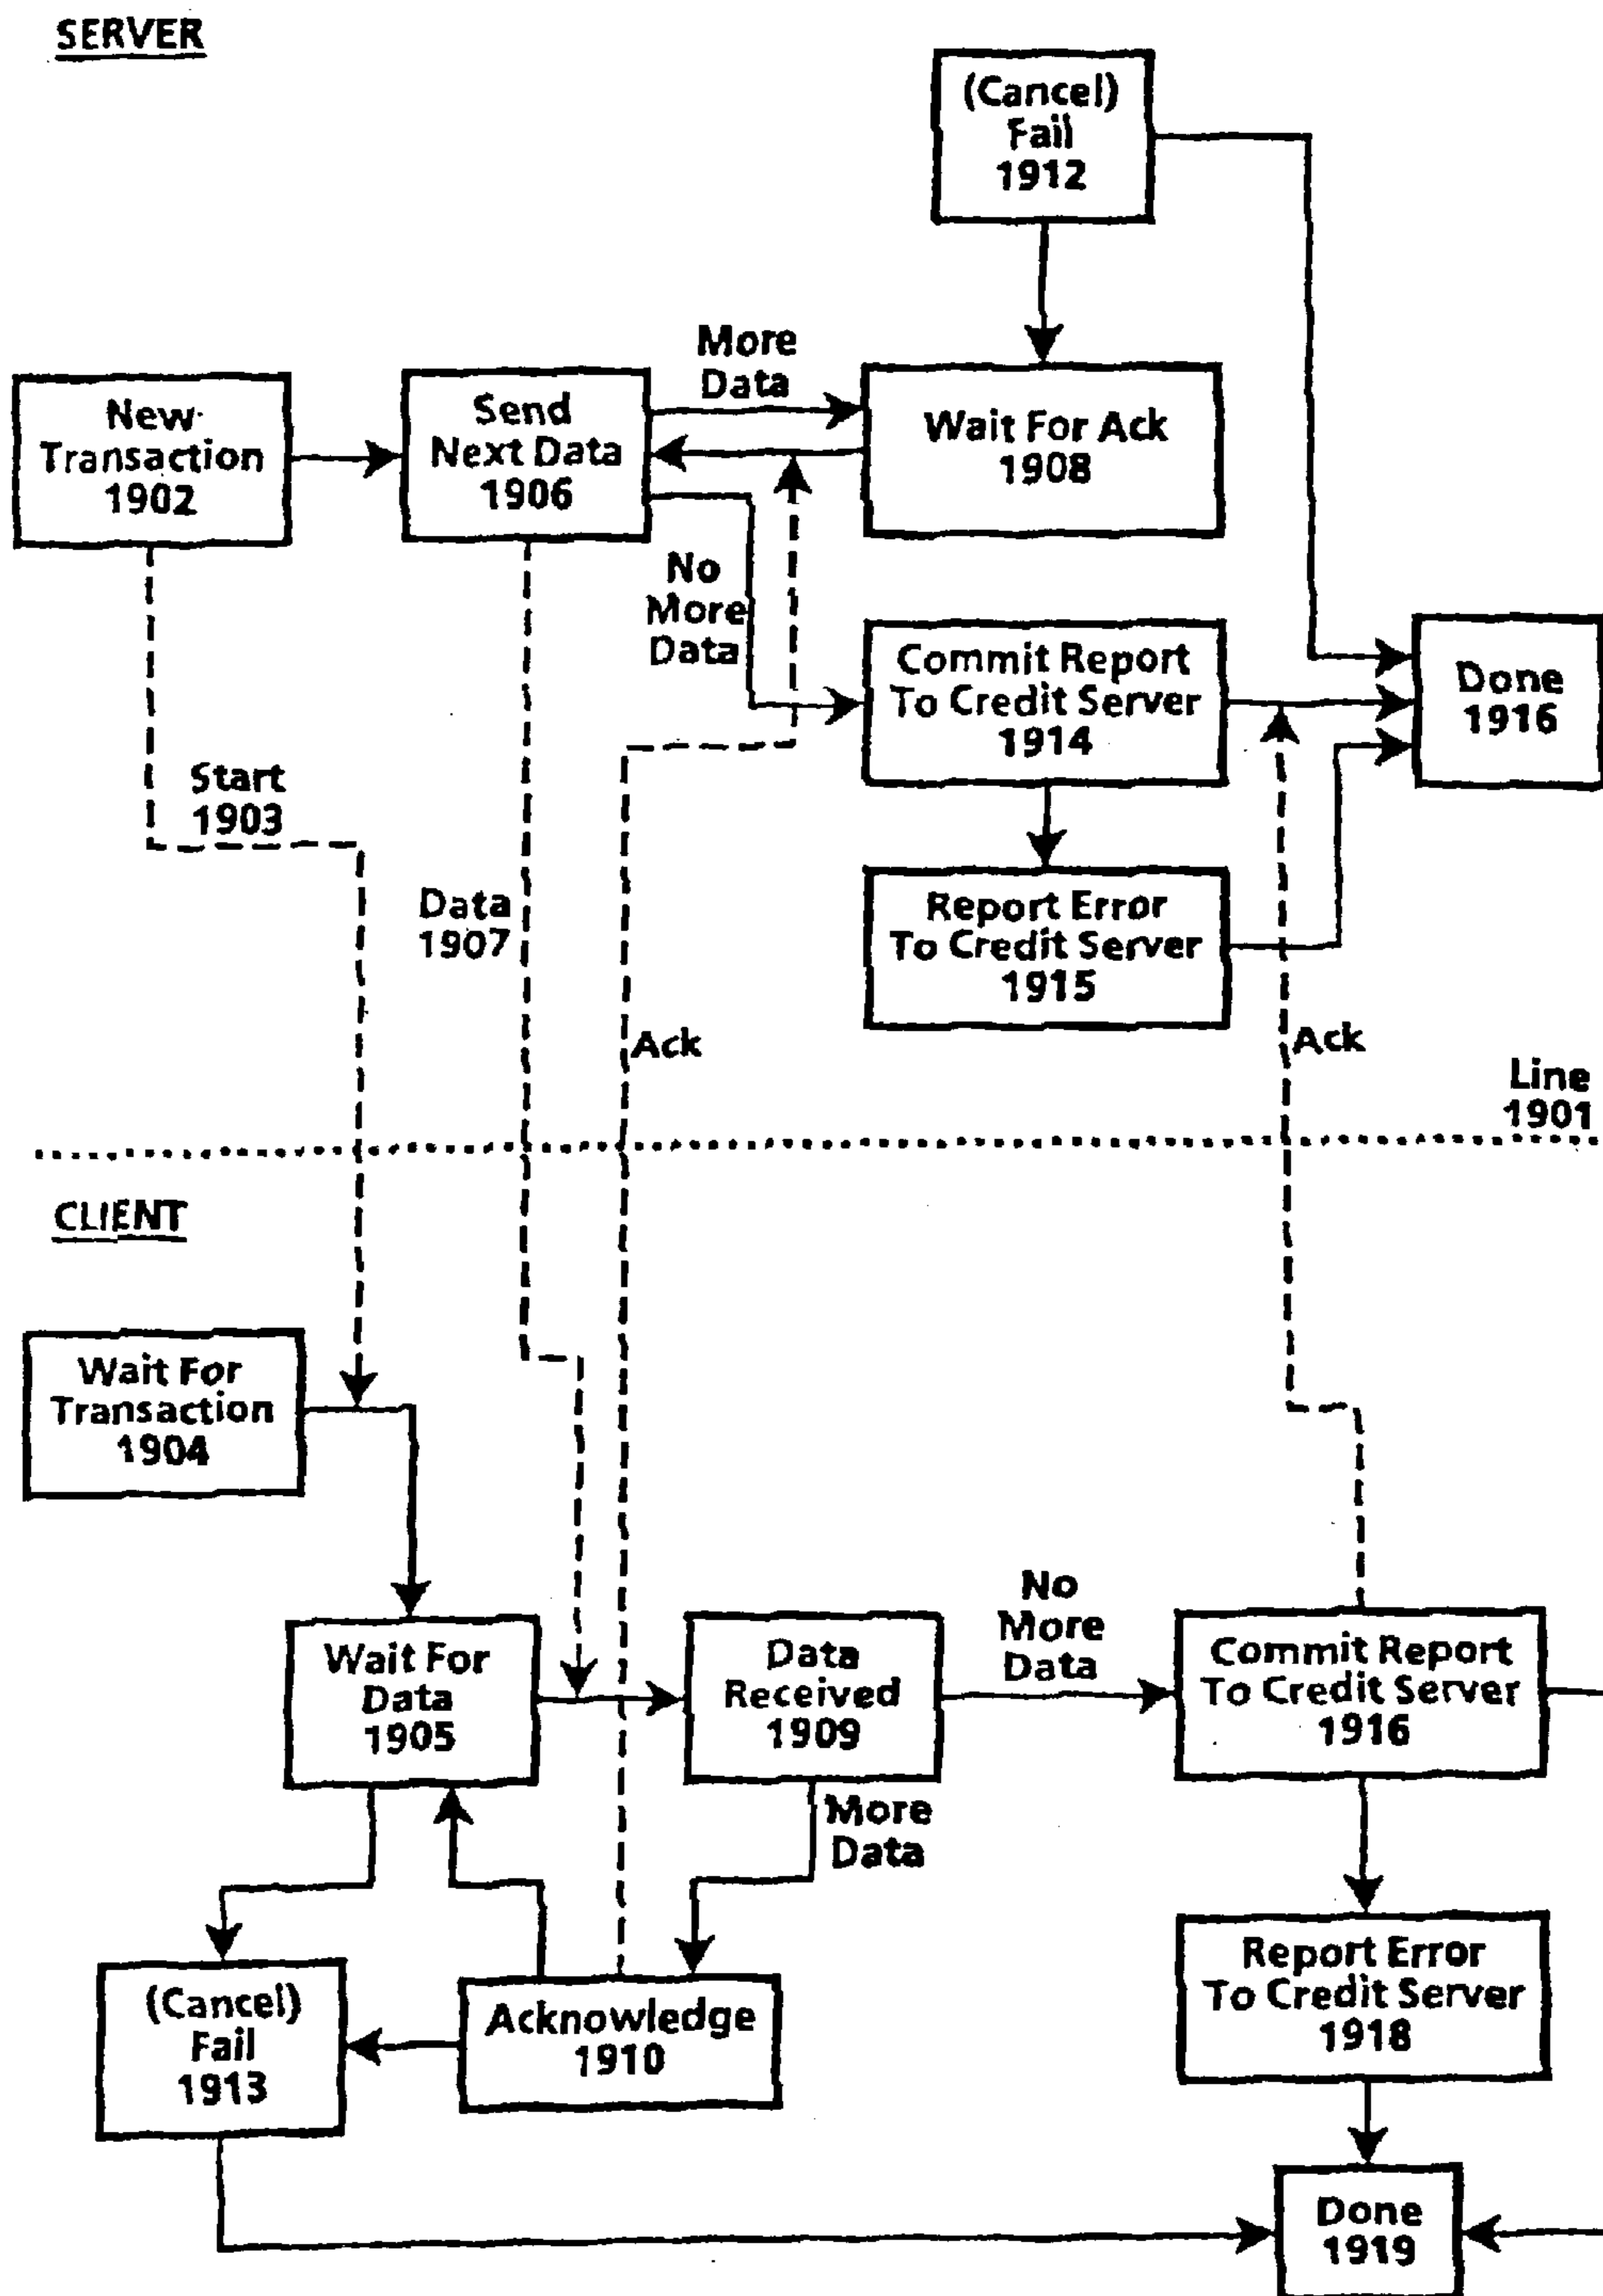 SERVER
(Cancel)
Fail
1912
More
Data
New
Transaction
1902
Send
Next Data
1906
Wait For Ack
1908
No
More
Data
Commit Report
To Credit Server
1914
Done
1916
Start
1903
Data
1907
Report Error
To Credit Server
1915
Ack
Ack
Line
1901
CLIENT
Wait For
Transaction
1904
No
More
Data
Wait For
Data
1905
Data
Received
1909
Commit Report
To Credit Server
1916
More
Data
(Cancel)
Fail
1913
Acknowledge
1910
Report Error
To Credit Server
1918
Done
1919